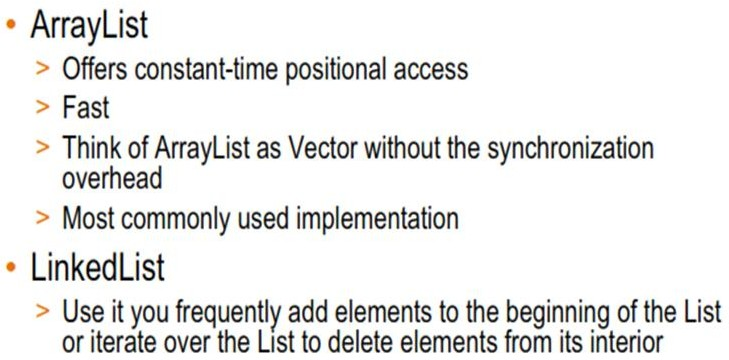 • ArrayList
> Offers constant-time positional access
> Fast
> Think of ArrayList as Vector without the synchronization
overhead
> Most commonly used implementation
• LinkedList
> Use it you frequently add elements to the beginning of the List
or iterate over the List to delete elements from its interior